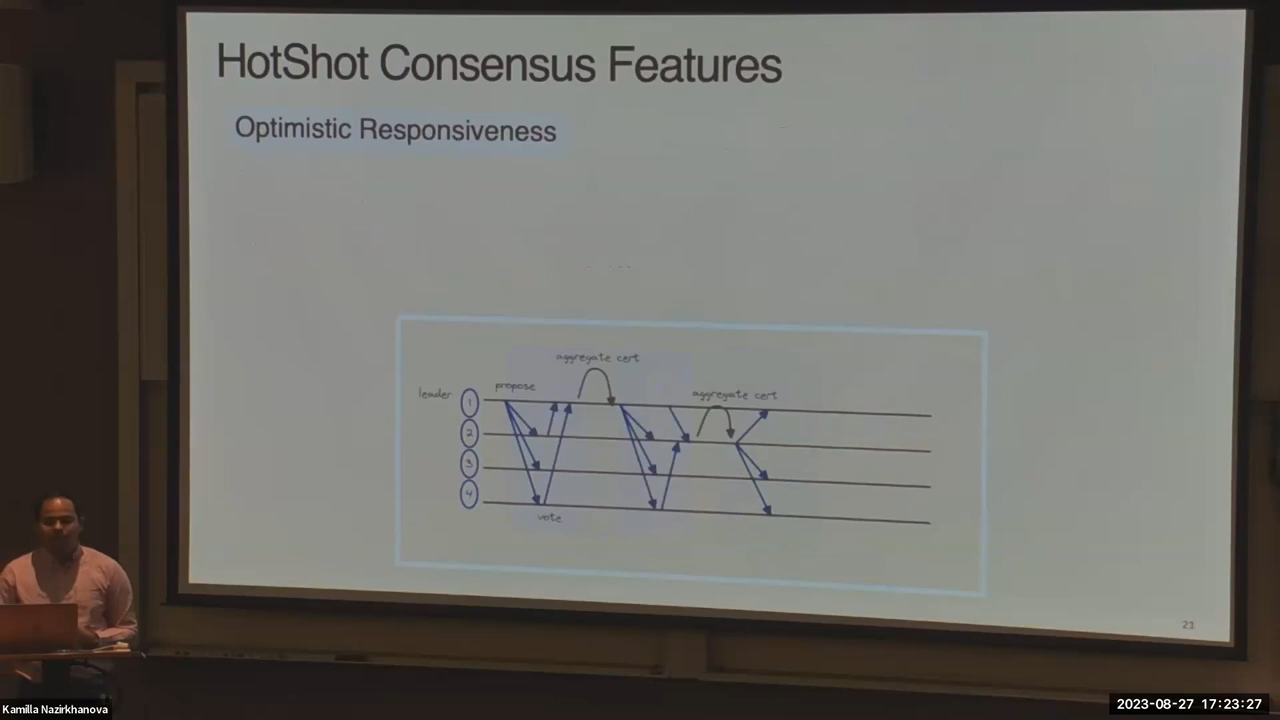 HotShot Consensus Features
Optimistic Responsiveness
aggregate cert
propose
aggregate cert
leader
1
2
3
4
vote
21
Kamilla Nazirkhanova
2023-08-27 17:23:27